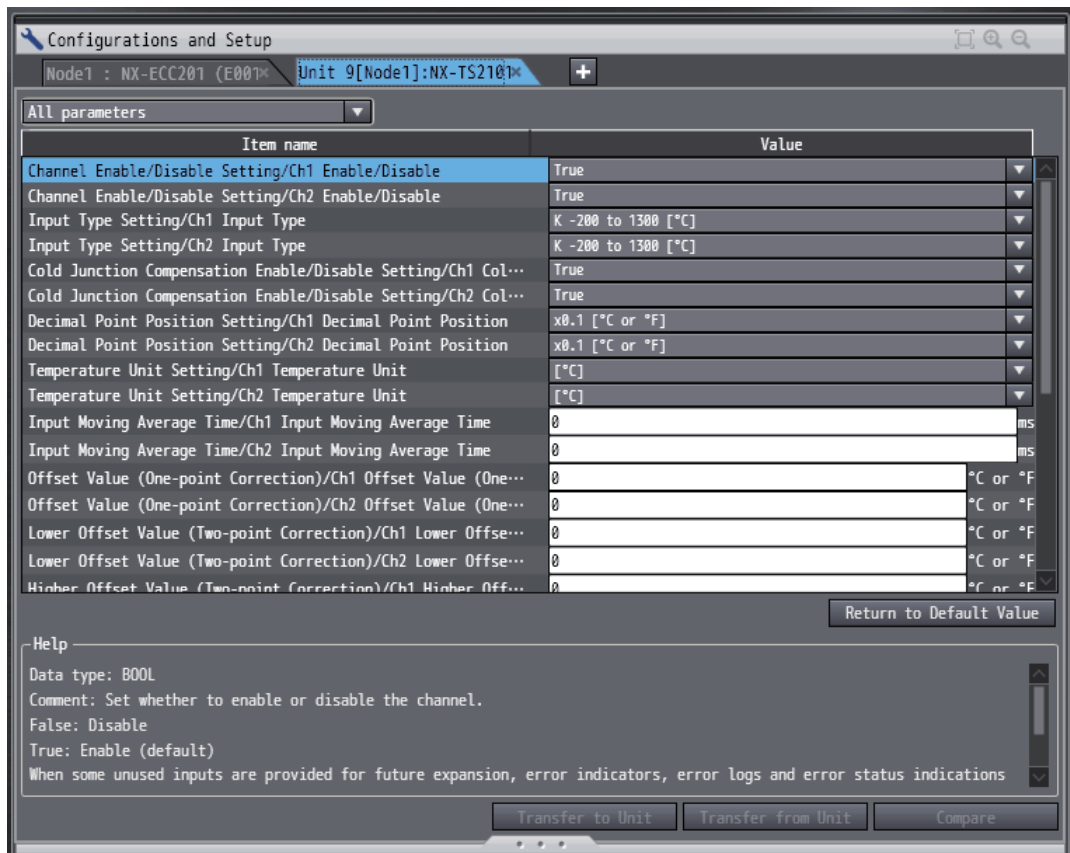 Configurations and Setup
Node1 : NX-ECC201 (E001 Unit 9[Node1]:NX-TS2101
All parameters
Item name Value
Channel Enable/Disable Setting/Ch1 Enable/Disable True
Channel Enable/Disable Setting/Ch2 Enable/Disable True
Input Type Setting/Ch1 Input Type K -200 to 1300 [°C]
Input Type Setting/Ch2 Input Type K -200 to 1300 [°C]
Cold Junction Compensation Enable/Disable Setting/Ch1 Col… True
Cold Junction Compensation Enable/Disable Setting/Ch2 Col… True
Decimal Point Position Setting/Ch1 Decimal Point Position x0.1 [°C or °F]
Decimal Point Position Setting/Ch2 Decimal Point Position x0.1 [°C or °F]
Temperature Unit Setting/Ch1 Temperature Unit [°C]
Temperature Unit Setting/Ch2 Temperature Unit [°C]
Input Moving Average Time/Ch1 Input Moving Average Time 0 ms
Input Moving Average Time/Ch2 Input Moving Average Time 0 ms
Offset Value (One-point Correction)/Ch1 Offset Value (One… 0 °C or °F
Offset Value (One-point Correction)/Ch2 Offset Value (One… 0 °C or °F
Lower Offset Value (Two-point Correction)/Ch1 Lower Offse… 0 °C or °F
Lower Offset Value (Two-point Correction)/Ch2 Lower Offse… 0 °C or °F
Higher Offset Value (Two-point Correction)/Ch1 Higher Off… 0 °C or °F
Return to Default Value
Help
Data type: BOOL
Comment: Set whether to enable or disable the channel.
False: Disable
True: Enable (default)
When some unused inputs are provided for future expansion, error indicators, error logs and error status indications
Transfer to Unit Transfer from Unit Compare